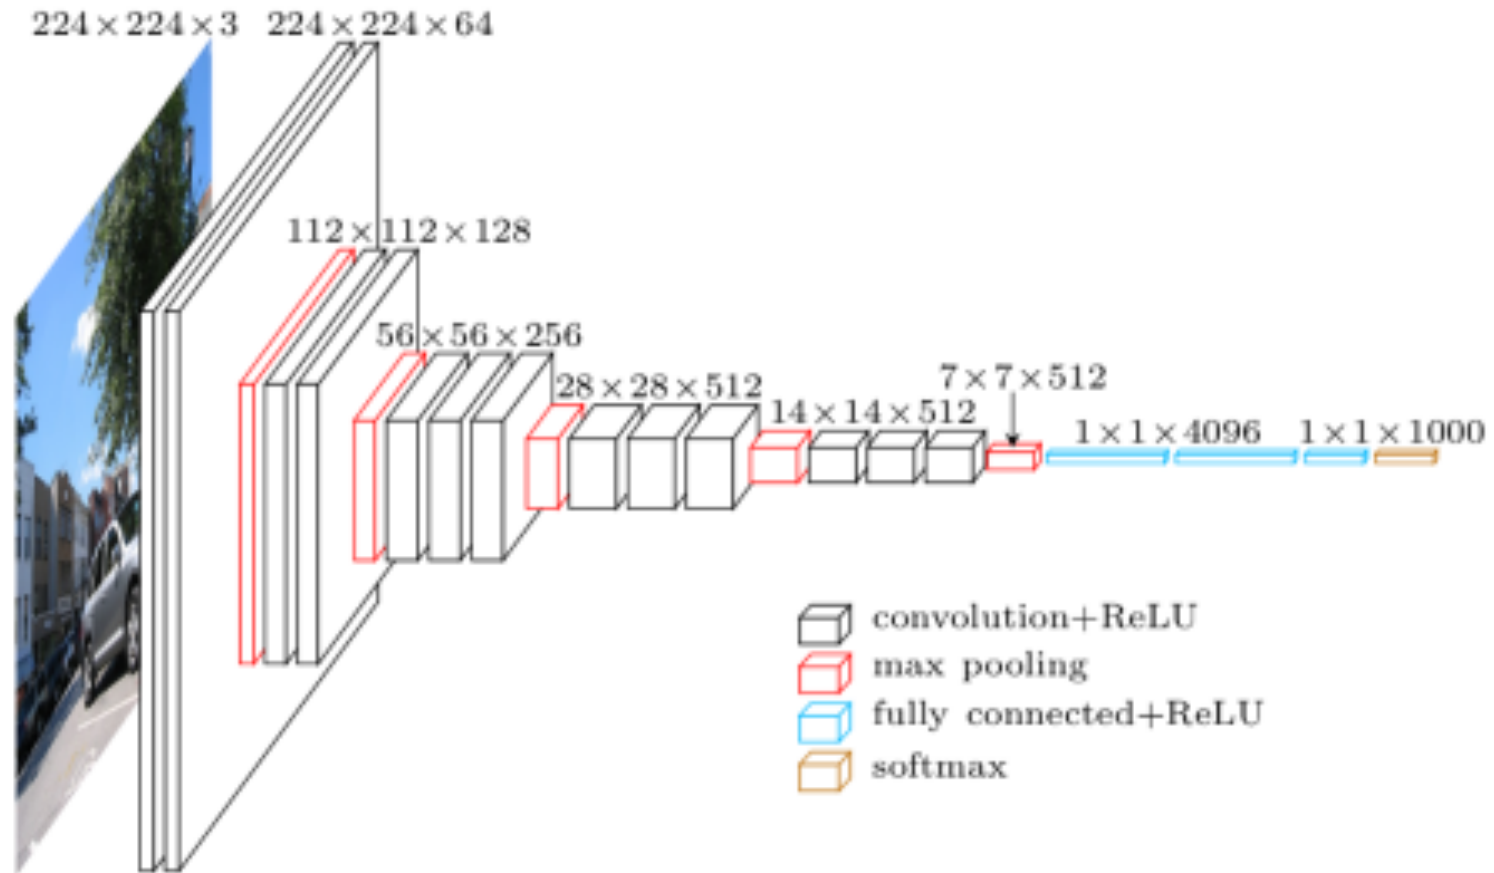 224×224×3
224×224×64
112×112×128
56×56×256
28×28×512
14×14×512
7×7×512
1×1×4096
1×1×1000
convolution+ReLU
max pooling
fully connected+ReLU
softmax